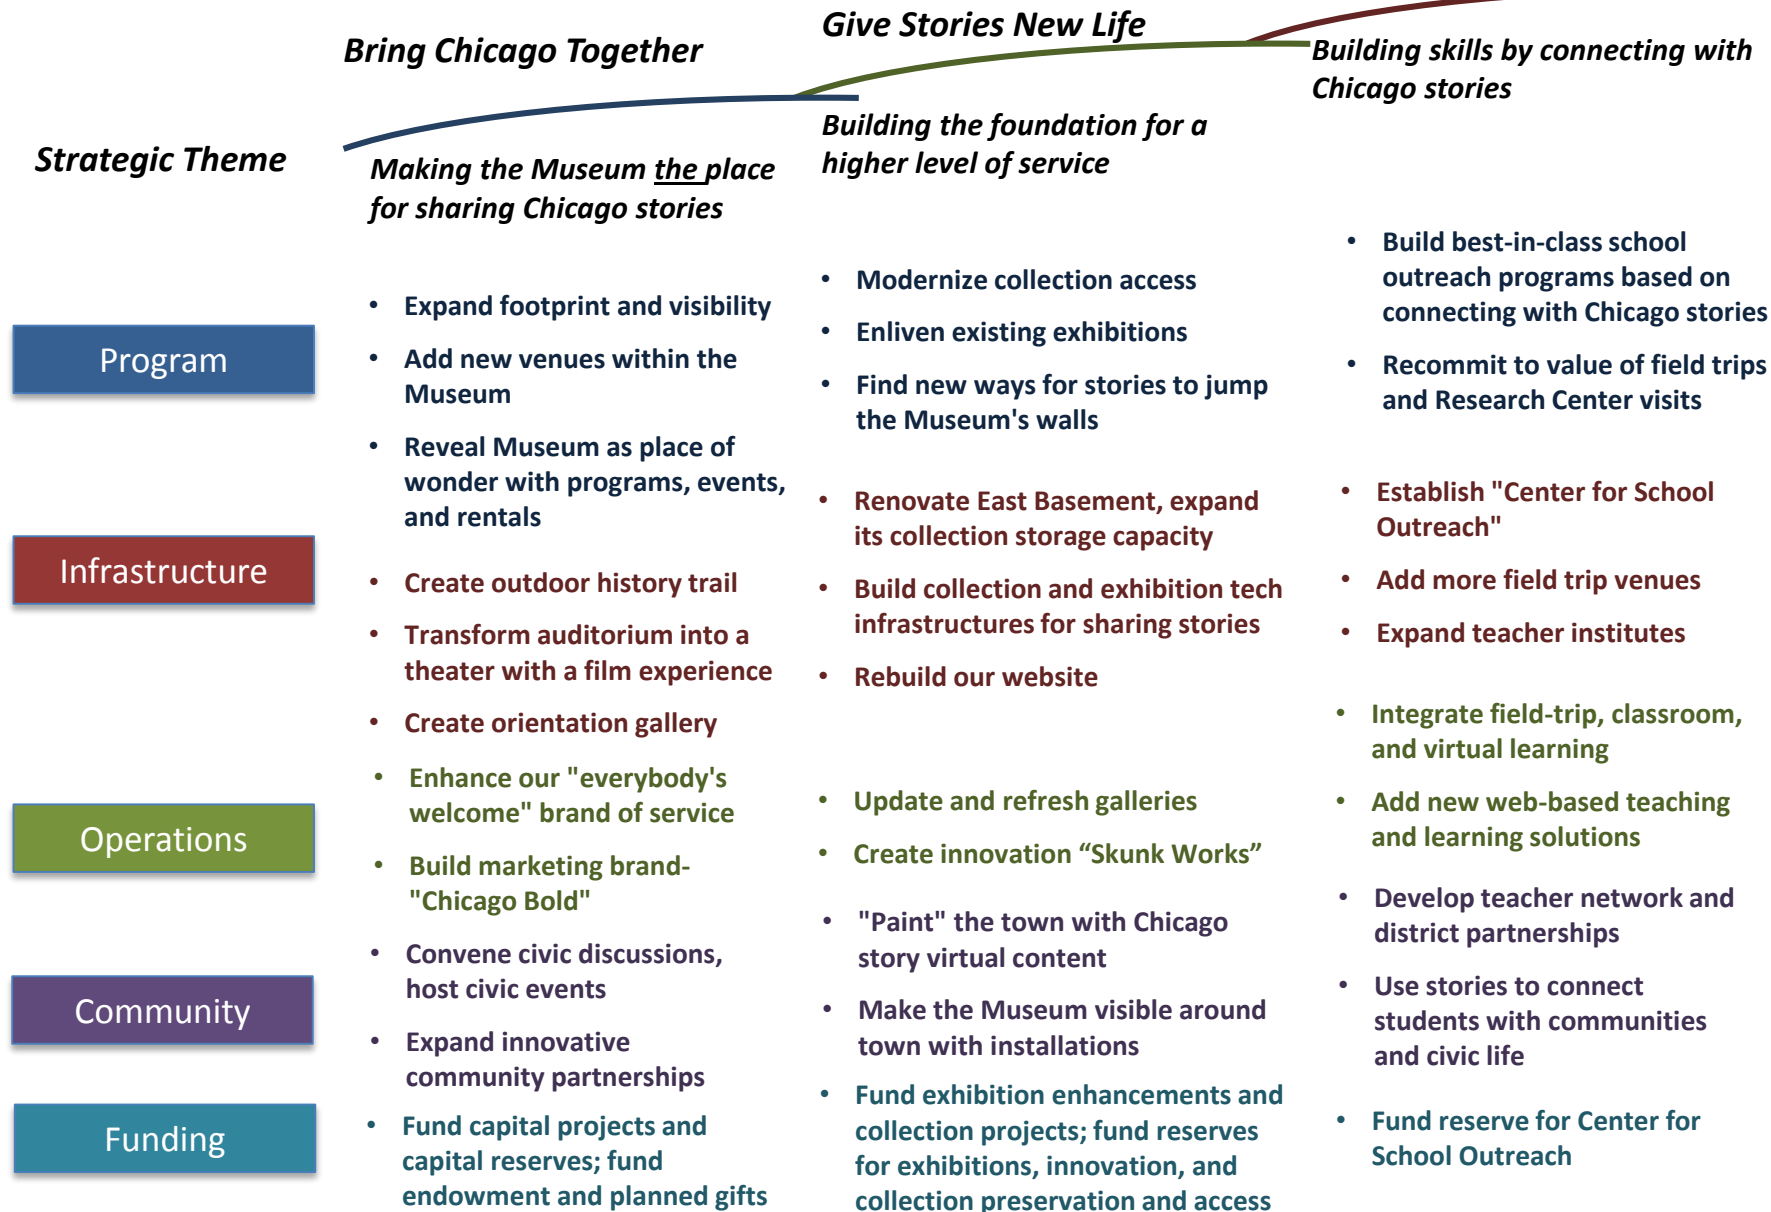 Give Stories New Life
Bring Chicago Together
Building skills by connecting with
Chicago stories
Building the foundation for a
higher level of service
Strategic Theme
Making the Museum the place
for sharing Chicago stories
Program
• Expand footprint and visibility
• Add new venues within the
Museum
• Reveal Museum as place of
wonder with programs, events,
and rentals
• Modernize collection access
• Enliven existing exhibitions
• Find new ways for stories to jump
the Museum's walls
• Build best-in-class school
outreach programs based on
connecting with Chicago stories
• Recommit to value of field trips
and Research Center visits
Infrastructure
• Create outdoor history trail
• Transform auditorium into a
theater with a film experience
• Create orientation gallery
• Renovate East Basement, expand
its collection storage capacity
• Build collection and exhibition tech
infrastructures for sharing stories
• Rebuild our website
• Establish "Center for School
Outreach"
• Add more field trip venues
• Expand teacher institutes
Operations
• Enhance our "everybody's
welcome" brand of service
• Build marketing brand-
"Chicago Bold"
• Update and refresh galleries
• Create innovation “Skunk Works”
• Integrate field-trip, classroom,
and virtual learning
• Add new web-based teaching
and learning solutions
Community
• Convene civic discussions,
host civic events
• Expand innovative
community partnerships
• "Paint" the town with Chicago
story virtual content
• Make the Museum visible around
town with installations
• Develop teacher network and
district partnerships
• Use stories to connect
students with communities
and civic life
Funding
• Fund capital projects and
capital reserves; fund
endowment and planned gifts
• Fund exhibition enhancements and
collection projects; fund reserves
for exhibitions, innovation, and
collection preservation and access
• Fund reserve for Center for
School Outreach